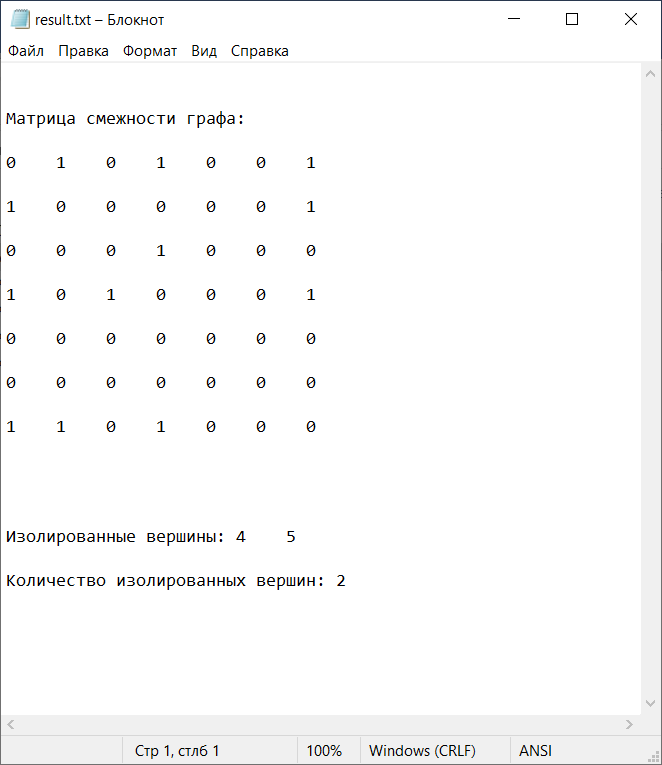 result.txt – Блокнот
Файл Правка Формат Вид Справка
Матрица смежности графа:
0 1 0 1 0 0 1
1 0 0 0 0 0 1
0 0 0 1 0 0 0
1 0 1 0 0 0 1
0 0 0 0 0 0 0
0 0 0 0 0 0 0
1 1 0 1 0 0 0
Изолированные вершины: 4 5
Количество изолированных вершин: 2
Стр 1, стлб 1 100% Windows (CRLF) ANSI